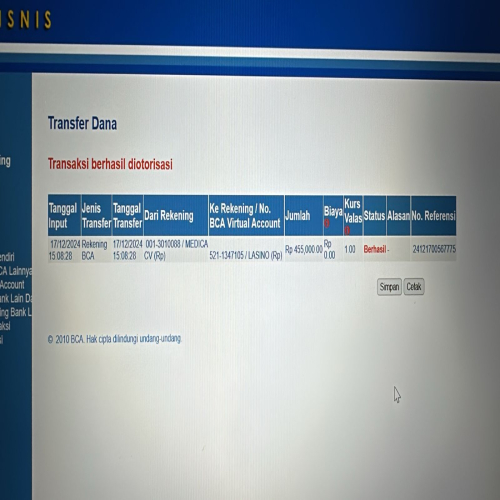 ISNIS
Transfer Dana
ing
Transaksi berhasil diotorisasi
Tanggal Input Jenis Transfer Tanggal Transfer Dari Rekening Ke Rekening / No. BCA Virtual Account Jumlah Biaya Kurs Valas Status Alasan No. Referensi
17/12/2024 15:08:28 Rekening BCA 17/12/2024 15:08:28 001-3010088 / MEDICA CV (Rp) 521-1347105 / LASINO (Rp) Rp 455,000.00 Rp 0.00 1.00 Berhasil - 24121700567775
endiri
CA Lainnya
Account
ank Lain Da
ing Bank L
aksi
si
Simpan Cetak
© 2010 BCA. Hak cipta dilindungi undang-undang.